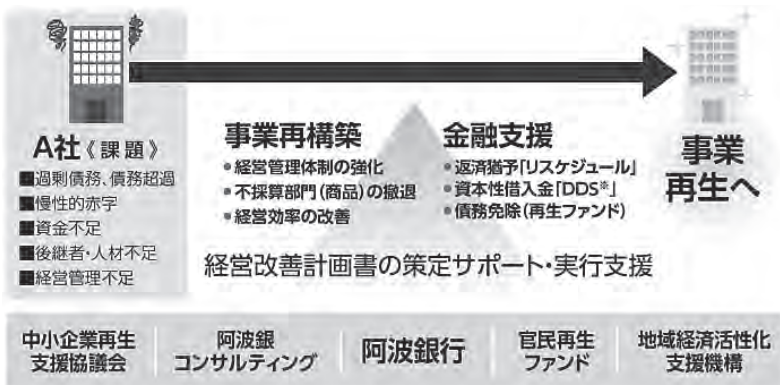 A社《課題》
■過剰債務、債務超過
■慢性的赤字
■資金不足
■後継者・人材不足
■経営管理不足
事業再構築
•経営管理体制の強化
•不採算部門(商品)の撤退
•経営効率の改善
金融支援
•返済猶予「リスケジュール」
•資本性借入金「DDS※」
•債務免除(再生ファンド)
事業
再生へ
経営改善計画書の策定サポート・実行支援
中小企業再生
支援協議会
阿波銀
コンサルティング
阿波銀行
官民再生
ファンド
地域経済活性化
支援機構